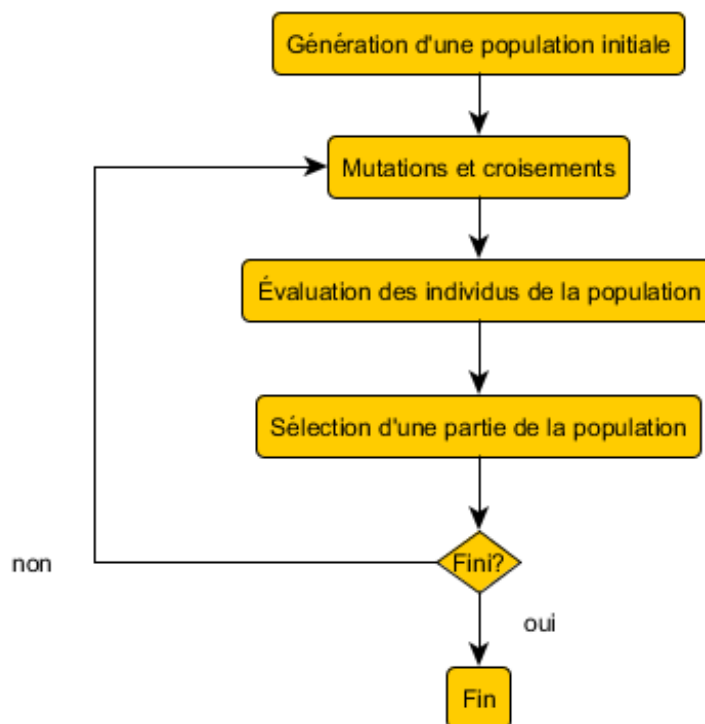 Génération d'une population initiale
Mutations et croisements
Évaluation des individus de la population
Sélection d'une partie de la population
Fini?
non
oui
Fin